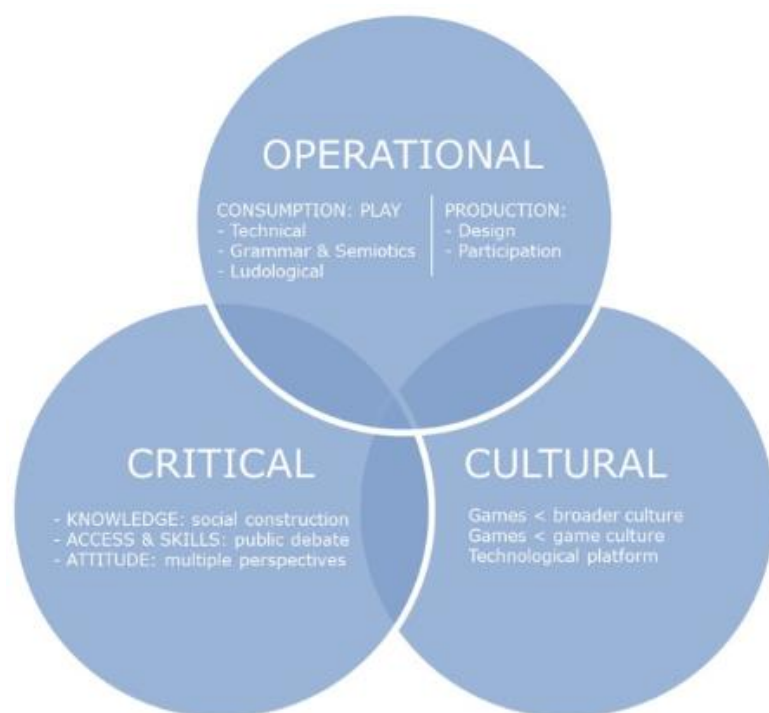 OPERATIONAL
CONSUMPTION: PLAY
- Technical
- Grammar & Semiotics
- Ludological
PRODUCTION:
- Design
- Participation
CRITICAL
- KNOWLEDGE: social construction
- ACCESS & SKILLS: public debate
- ATTITUDE: multiple perspectives
CULTURAL
Games < broader culture
Games < game culture
Technological platform